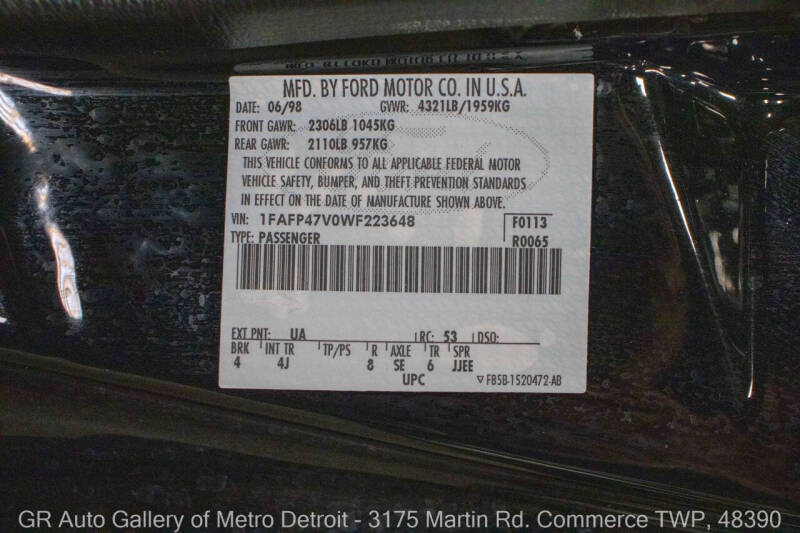 MFD. BY FORD MOTOR CO. IN U.S.A.
DATE: 06/98 GVWR: 4321LB/1959KG
FRONT GAWR: 2306LB 1045KG
REAR GAWR: 2110LB 957KG
THIS VEHICLE CONFORMS TO ALL APPLICABLE FEDERAL MOTOR
VEHICLE SAFETY, BUMPER, AND THEFT PREVENTION STANDARDS
IN EFFECT ON THE DATE OF MANUFACTURE SHOWN ABOVE.
VIN: 1FAFP47V0WF223648 F0113
TYPE: PASSENGER R0065
EXT PNT: UA RC: 53 DSO:
BRK INT TR TP/PS R AXLE TR SPR
4 4J 8 SE 6 JJEE
UPC ▽ F85B-1520472-AB
GR Auto Gallery of Metro Detroit - 3175 Martin Rd. Commerce TWP, 48390